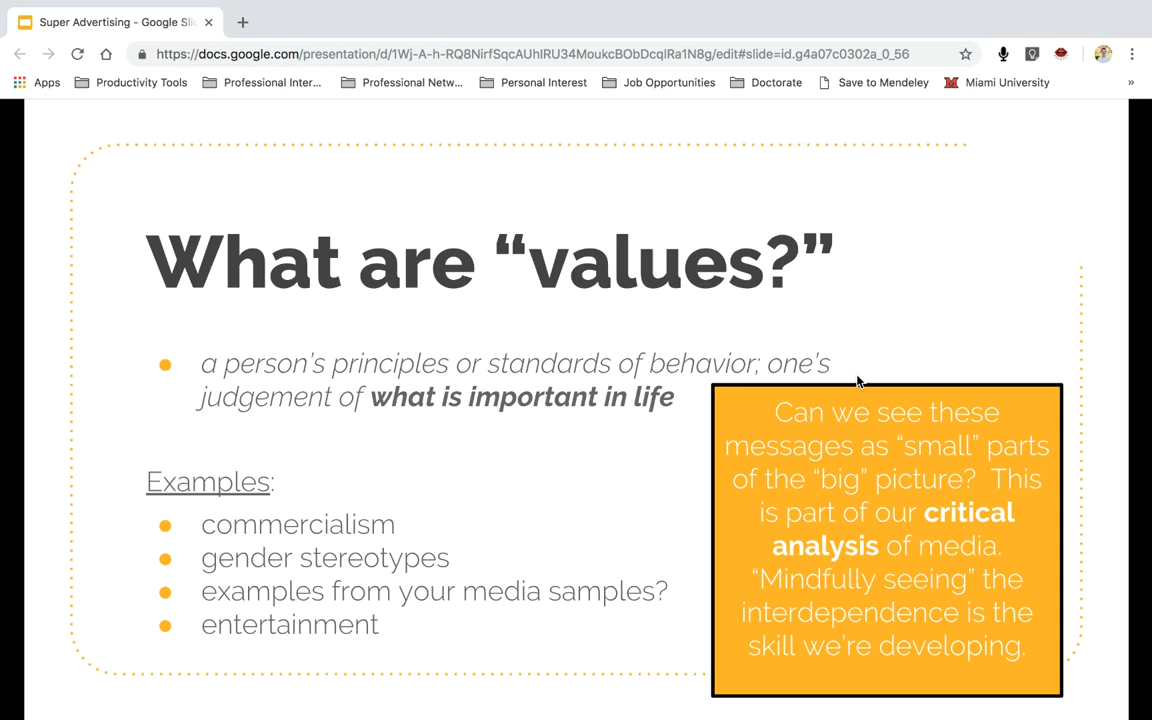 Super Advertising - Google Sli
https://docs.google.com/presentation/d/1Wj-A-h-RQ8NirfSqcAUhIRU34MoukcBObDcqlRa1N8g/edit#slide=id.g4a07c0302a_0_56
Apps Productivity Tools Professional Inter... Professional Netw... Personal Interest Job Opportunities Doctorate Save to Mendeley Miami University »
What are “values?”
a person’s principles or standards of behavior; one’s
judgement of what is important in life
Examples:
commercialism
gender stereotypes
examples from your media samples?
entertainment
Can we see these
messages as “small” parts
of the “big” picture? This
is part of our critical
analysis of media.
“Mindfully seeing” the
interdependence is the
skill we’re developing.